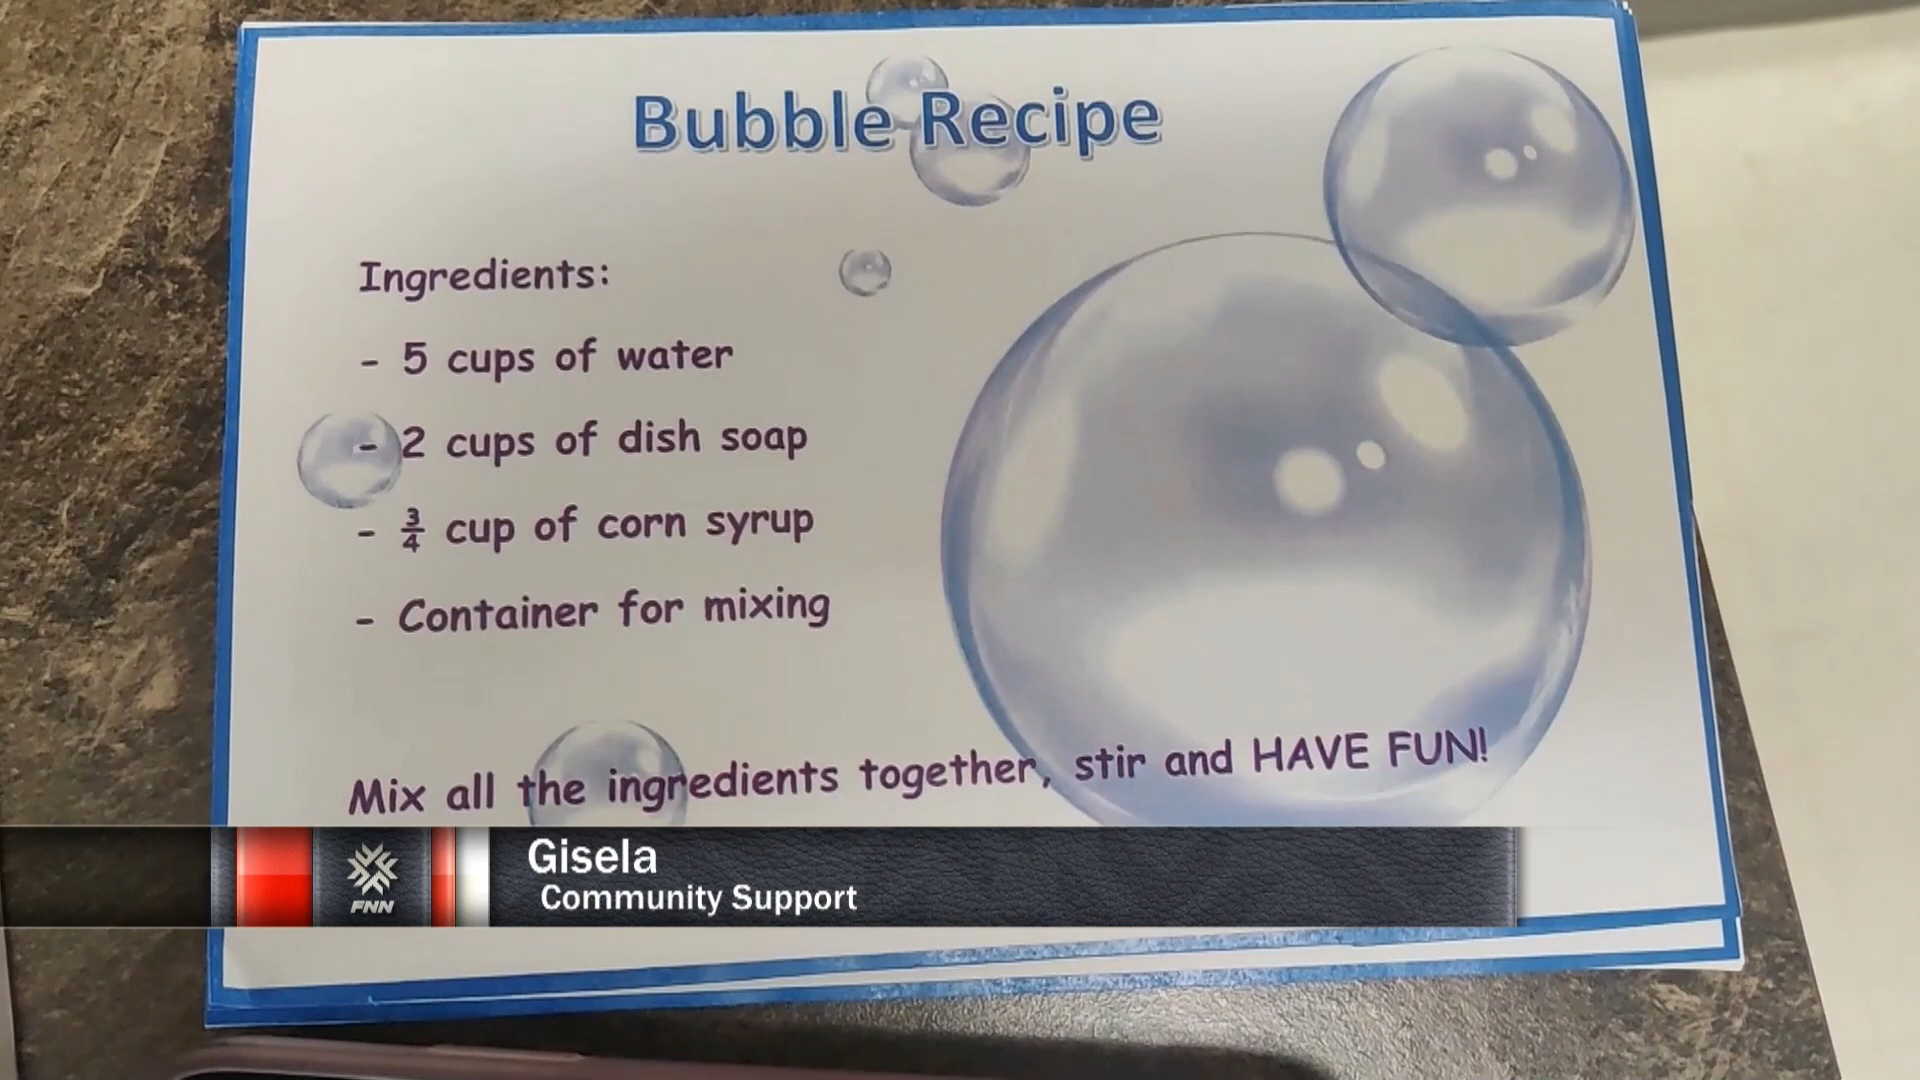 Bubble Recipe
Ingredients:
- 5 cups of water
- 2 cups of dish soap
- ¾ cup of corn syrup
- Container for mixing
Mix all the ingredients together, stir and HAVE FUN!
FNN
Gisela
Community Support